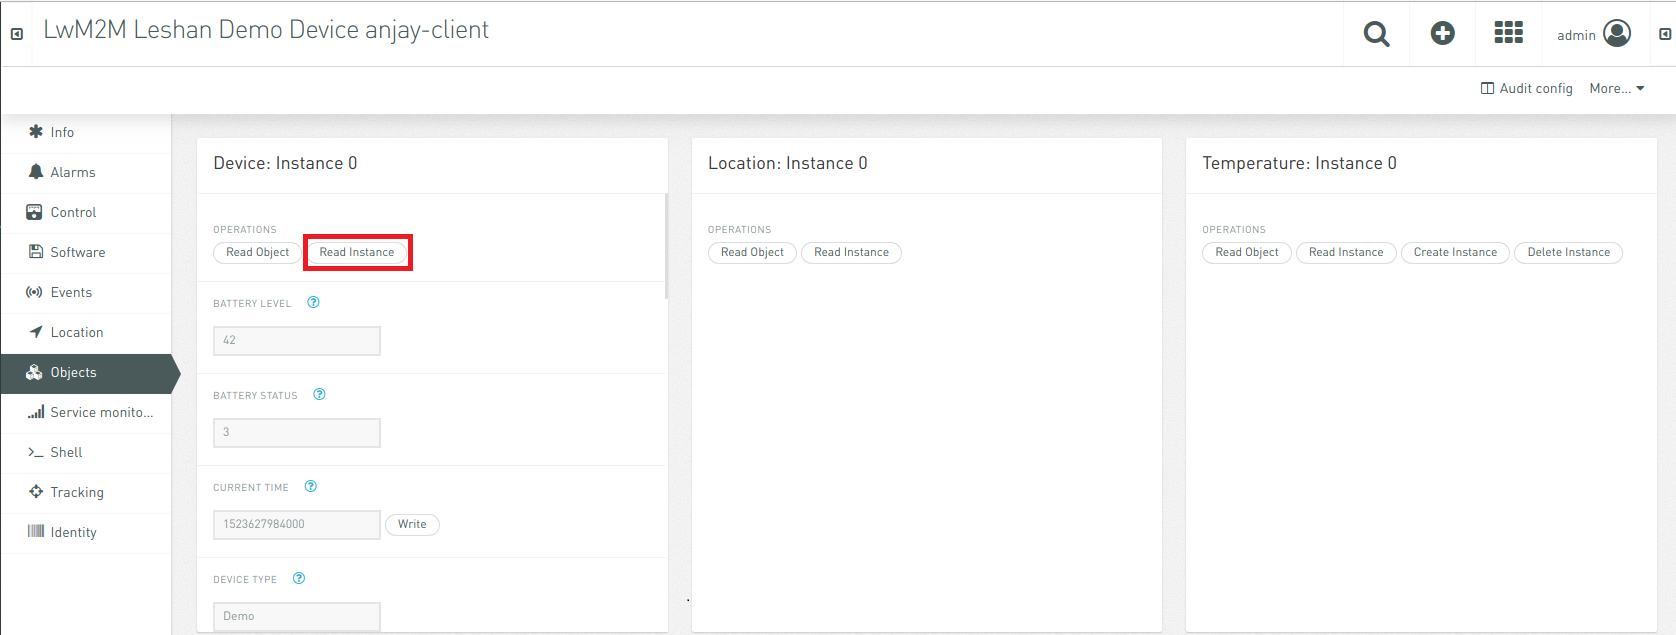 LwM2M Leshan Demo Device anjay-client
admin
Audit config
More...
Info
Alarms
Control
Software
Events
Location
Objects
Service monito...
Shell
Tracking
Identity
Device: Instance 0
OPERATIONS
Read Object
Read Instance
BATTERY LEVEL
42
BATTERY STATUS
3
CURRENT TIME
1523627984000
Write
DEVICE TYPE
Demo
Location: Instance 0
OPERATIONS
Read Object
Read Instance
Temperature: Instance 0
OPERATIONS
Read Object
Read Instance
Create Instance
Delete Instance